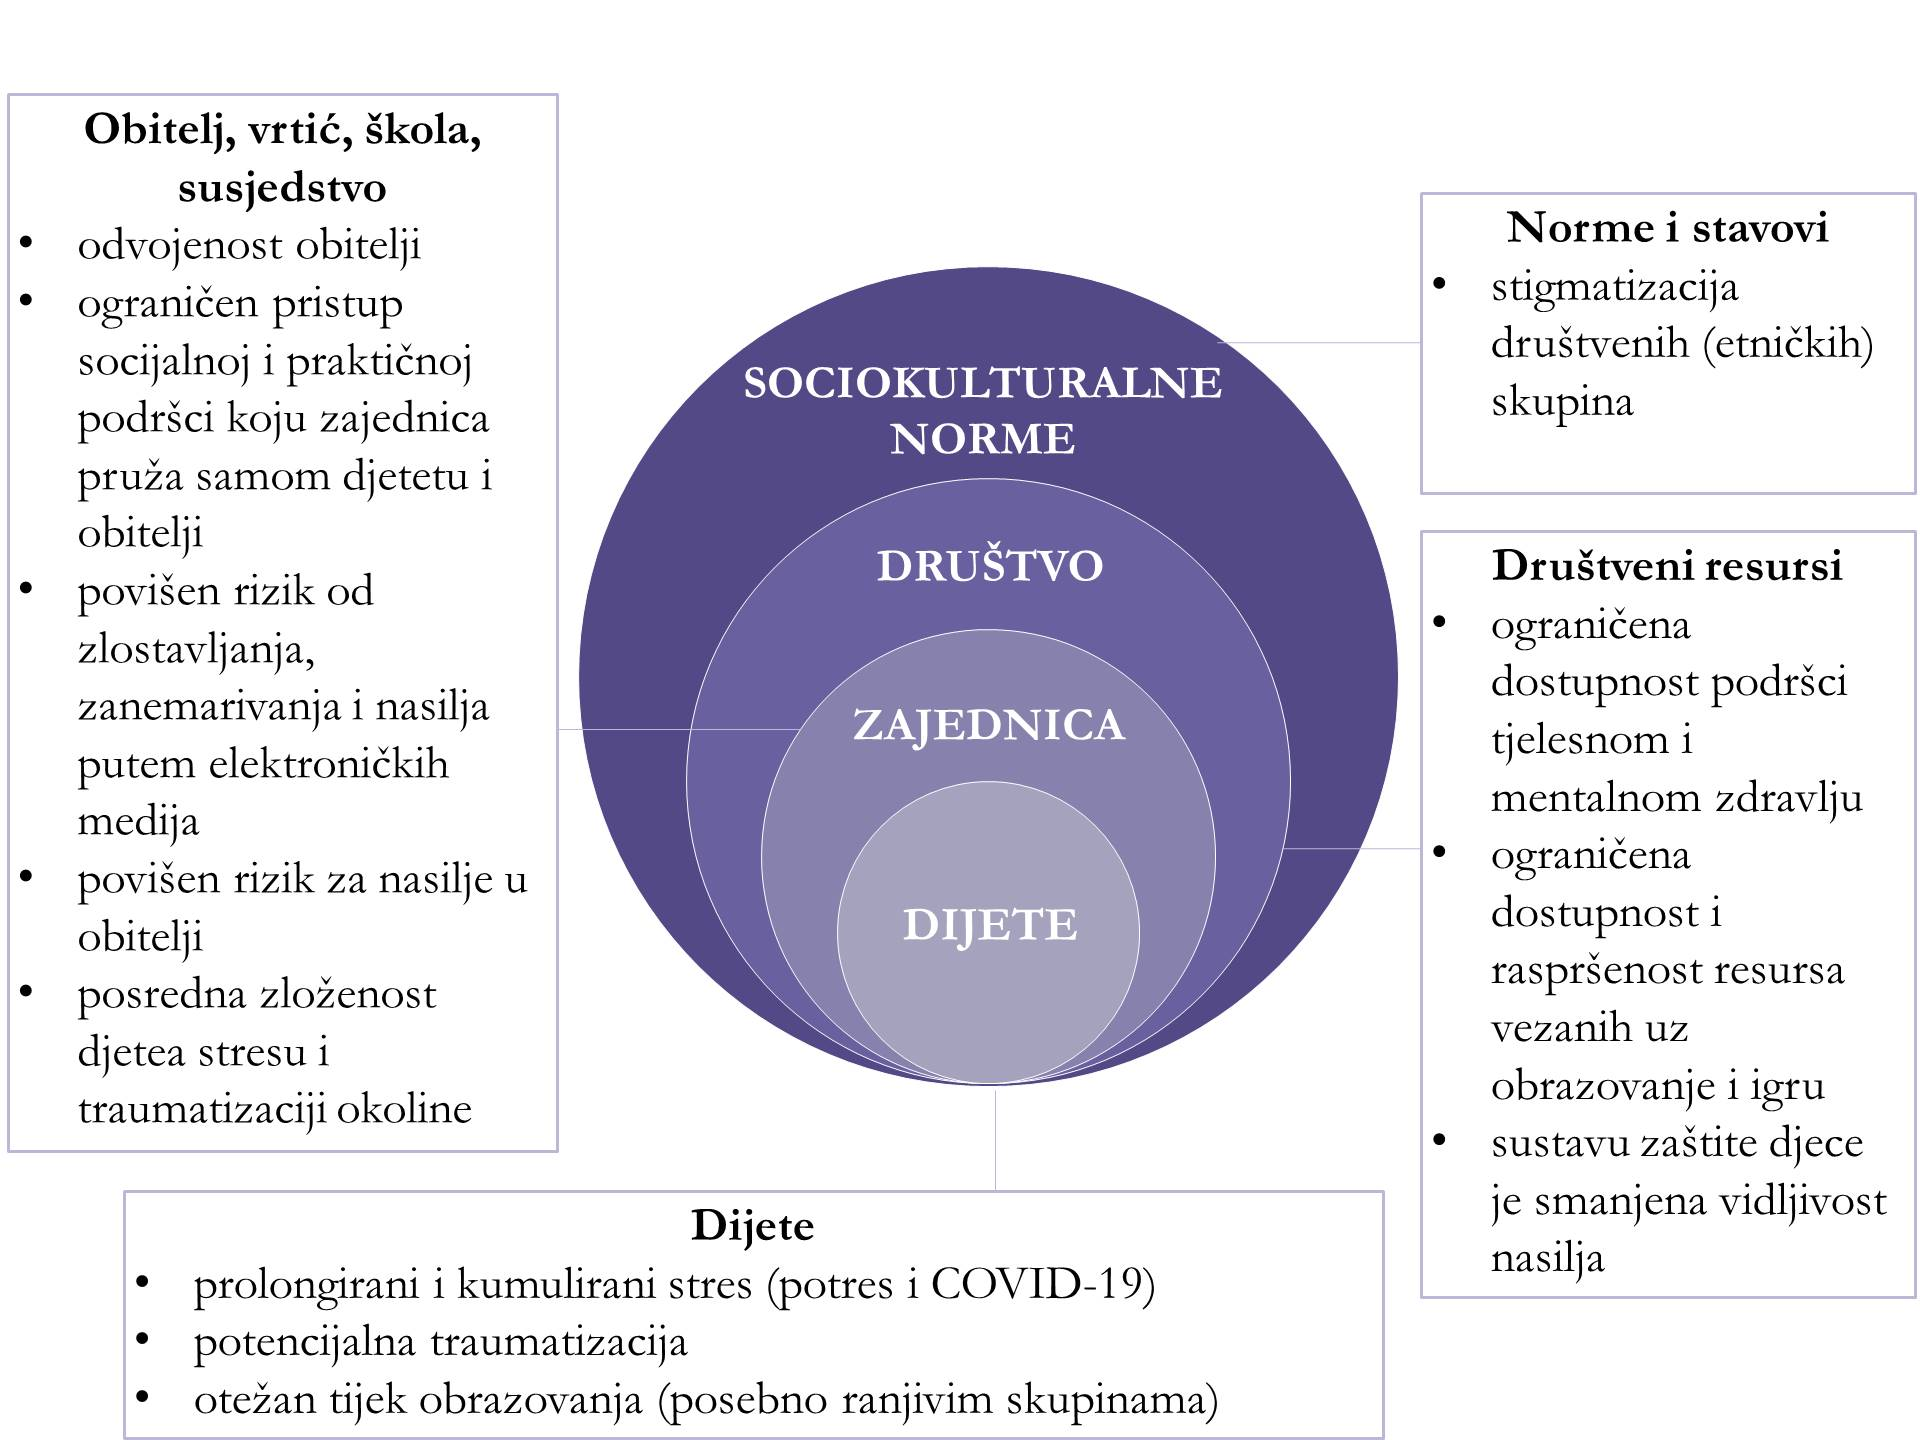 Obitelj, vrtić, škola,
susjedstvo
• odvojenost obitelji
• ograničen pristup
socijalnoj i praktičnoj
podršci koju zajednica
pruža samom djetetu i
obitelji
• povišen rizik od
zlostavljanja,
zanemarivanja i nasilja
putem elektroničkih
medija
• povišen rizik za nasilje u
obitelji
• posredna zloženost
djetea stresu i
traumatizaciji okoline
SOCIOKULTURALNE
NORME
DRUŠTVO
ZAJEDNICA
DIJETE
Norme i stavovi
• stigmatizacija
društvenih (etničkih)
skupina
Društveni resursi
• ograničena
dostupnost podršci
tjelesnom i
mentalnom zdravlju
• ograničena
dostupnost i
raspršenost resursa
vezanih uz
obrazovanje i igru
• sustavu zaštite djece
je smanjena vidljivost
nasilja
Dijete
• prolongirani i kumulirani stres (potres i COVID-19)
• potencijalna traumatizacija
• otežan tijek obrazovanja (posebno ranjivim skupinama)